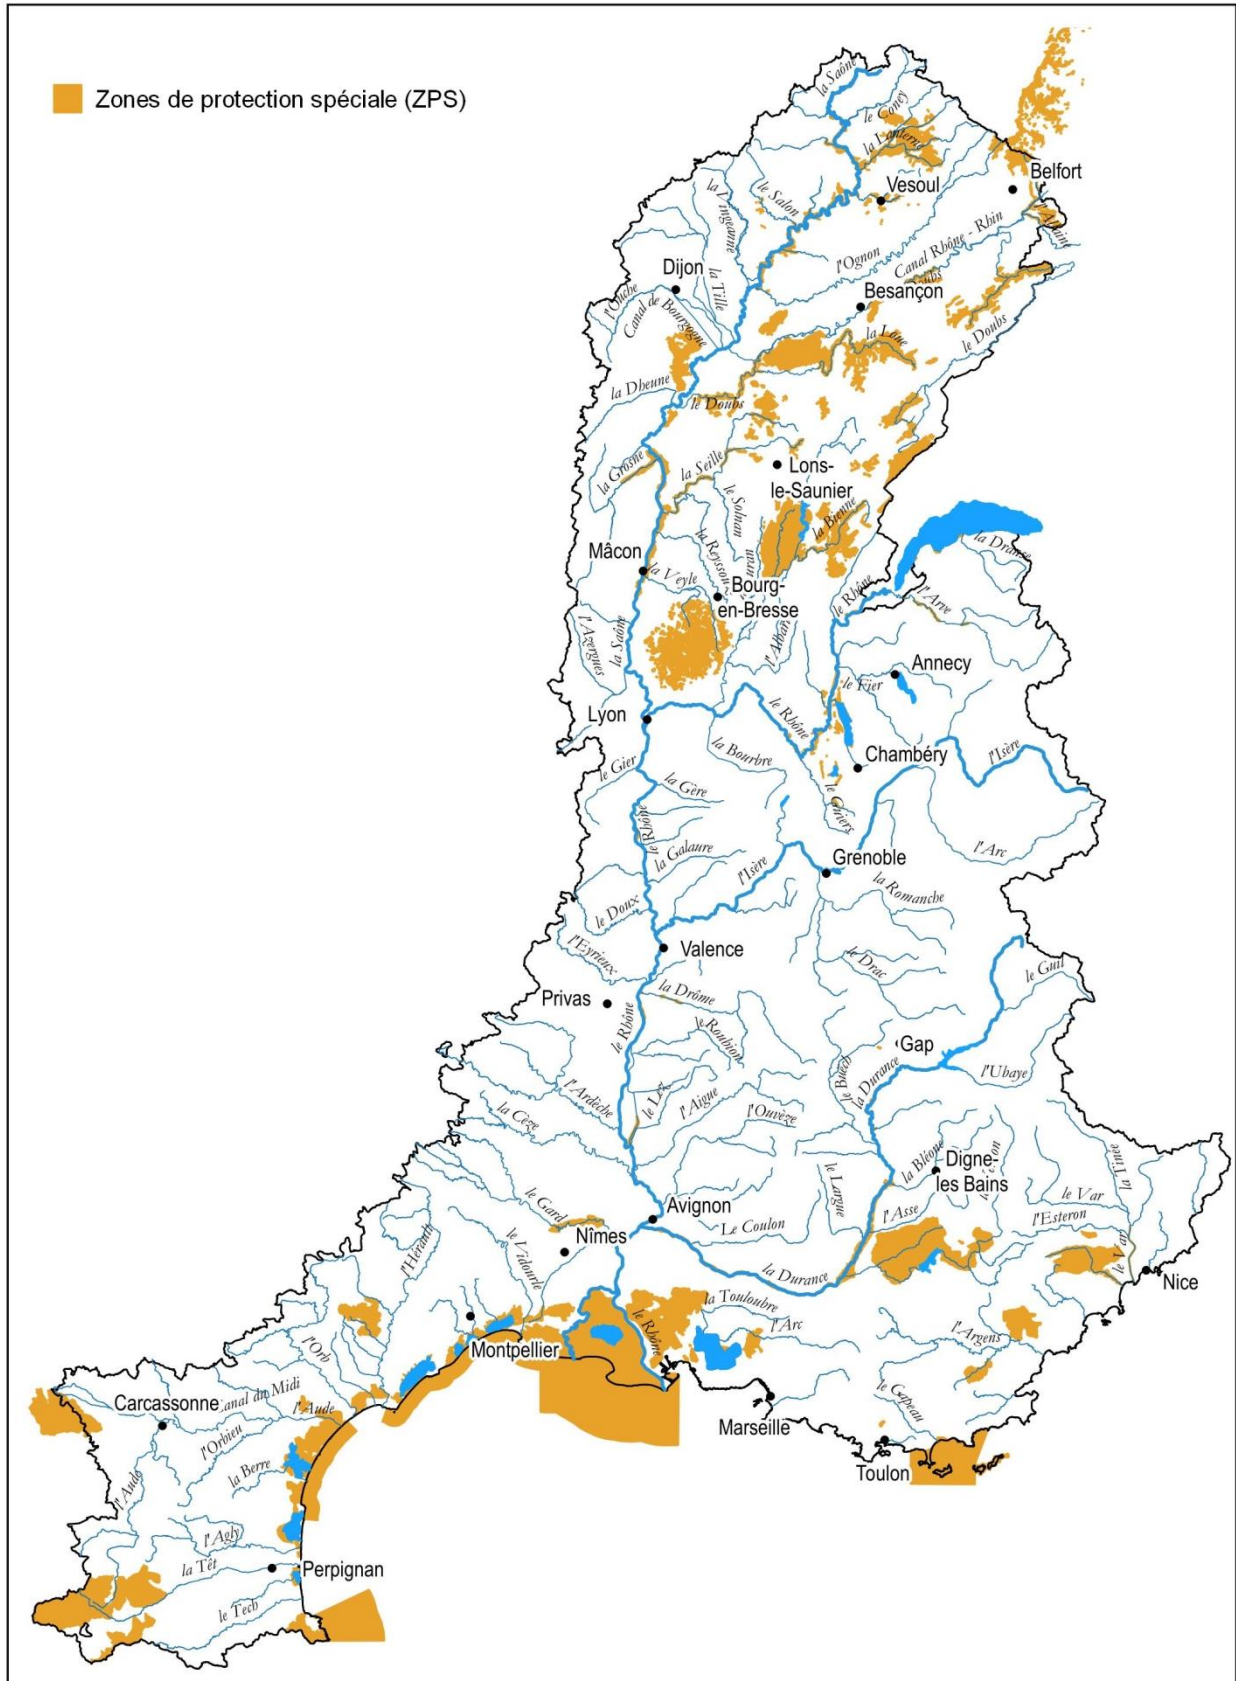 Zones de protection spéciale (ZPS)
la Saône
le Coney
la Lanterne
Belfort
Vesoul
le Salon
la Vingeanne
l'Allaine
Canal Rhône - Rhin
l'Ognon
Dijon
la Tille
Besançon
le Doubs
l'Ouche
Canal de Bourgogne
la Loue
le Doubs
la Dheune
le Doubs
la Grosne
la Seille
Lons-
le-Saunier
le Solnan
la Bienne
la Dranse
Mâcon
la Reyssouze
la Veyle
Bourg-
en-Bresse
le Rhône
l'Arve
l'Azergues
la Saône
l'Albarine
Annecy
le Fier
Lyon
le Rhône
la Bourbre
Chambéry
l'Isère
le Gier
la Gère
le Guiers
le Rhône
l'Arc
la Galaure
l'Isère
Grenoble
la Romanche
le Doux
Valence
l'Eyrieux
le Drac
le Guil
Privas
la Drôme
le Rhône
le Roubion
Gap
le Buech
la Durance
l'Ubaye
l'Ardèche
le Lez
l'Aigue
la Cèze
l'Ouvèze
la Bléone
Digne-
les Bains
la Tinée
le Largue
le Var
le Gard
Avignon
Le Coulon
l'Asse
l'Esteron
l'Hérault
le Vidourle
Nîmes
la Durance
le Var
Nice
la Touloubre
le Rhône
l'Arc
l'Argens
l'Orb
Montpellier
Carcassonne
Canal du Midi
l'Aude
l'Orbieu
Marseille
le Gapeau
la Berre
Toulon
l'Aude
l'Agly
la Têt
Perpignan
le Tech